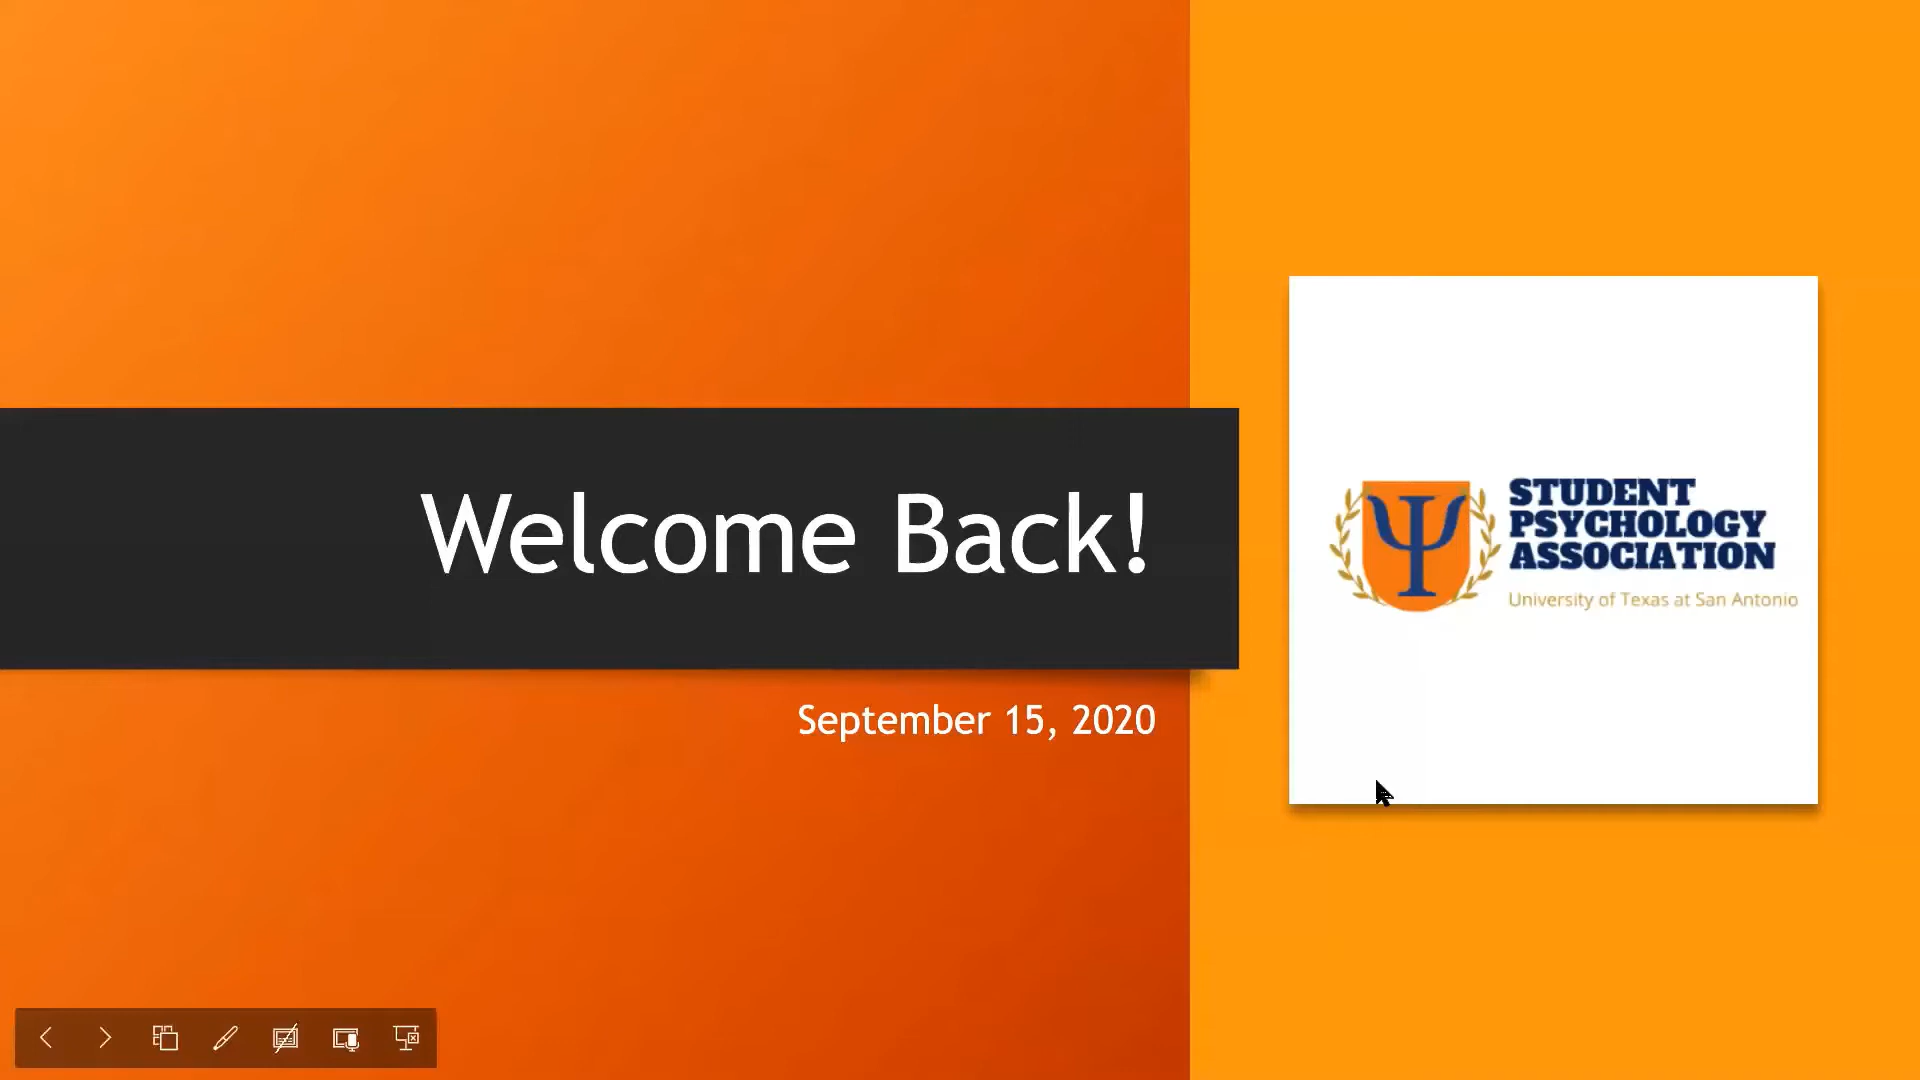 Welcome Back!
September 15, 2020
Ψ
STUDENT
PSYCHOLOGY
ASSOCIATION
University of Texas at San Antonio